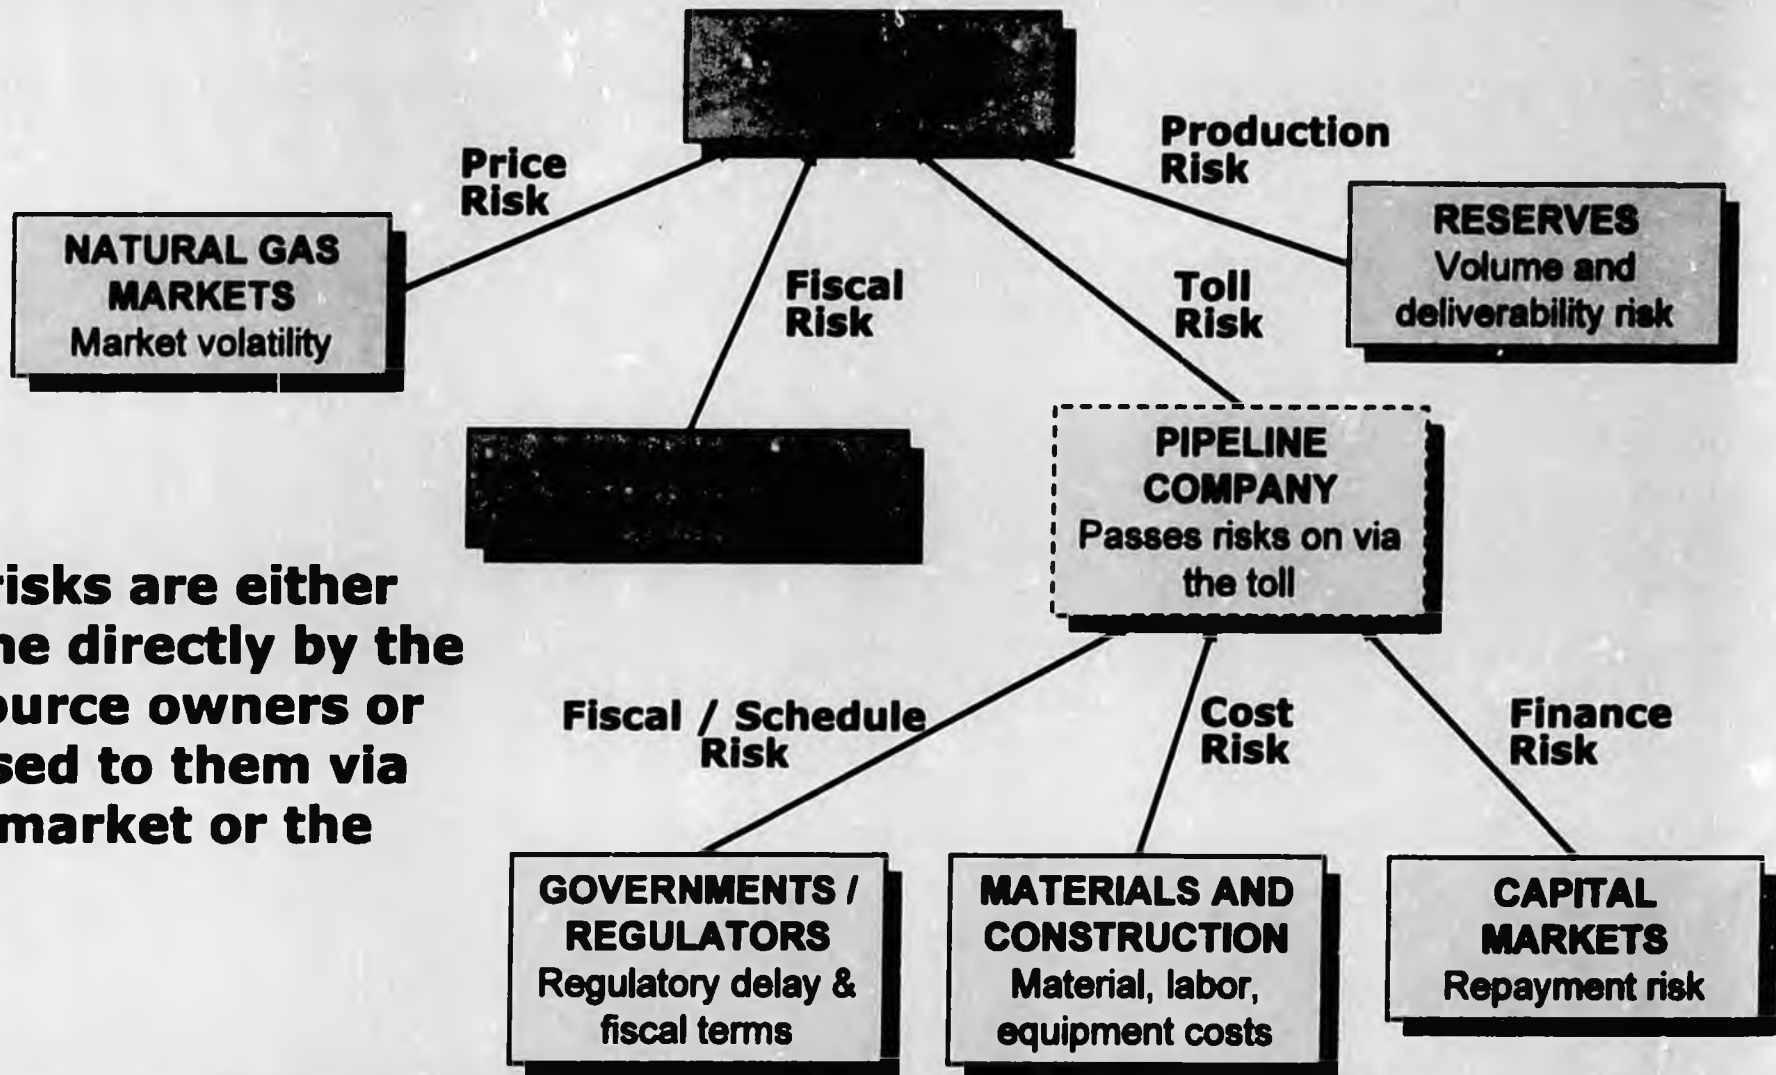 Price
Risk
Production
Risk
NATURAL GAS
MARKETS
Market volatility
Fiscal
Risk
Toll
Risk
RESERVES
Volume and
deliverability risk
PIPELINE
COMPANY
Passes risks on via
the toll
risks are either
ne directly by the
ource owners or
sed to them via
market or the
Fiscal / Schedule
Risk
Cost
Risk
Finance
Risk
GOVERNMENTS /
REGULATORS
Regulatory delay &
fiscal terms
MATERIALS AND
CONSTRUCTION
Material, labor,
equipment costs
CAPITAL
MARKETS
Repayment risk